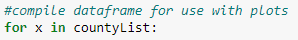 #compile dataframe for use with plots
for x in countyList: